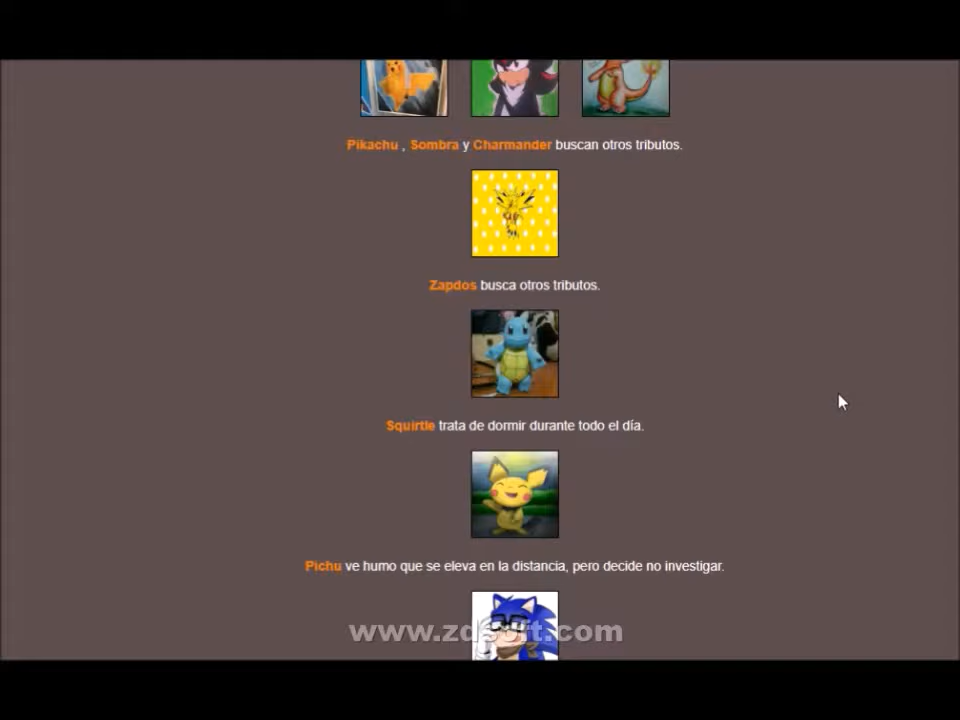 Pikachu , Sombra y Charmander buscan otros tributos.
Zapdos busca otros tributos.
Squirtle trata de dormir durante todo el día.
Pichu ve humo que se eleva en la distancia, pero decide no investigar.
www.zdsoft.com